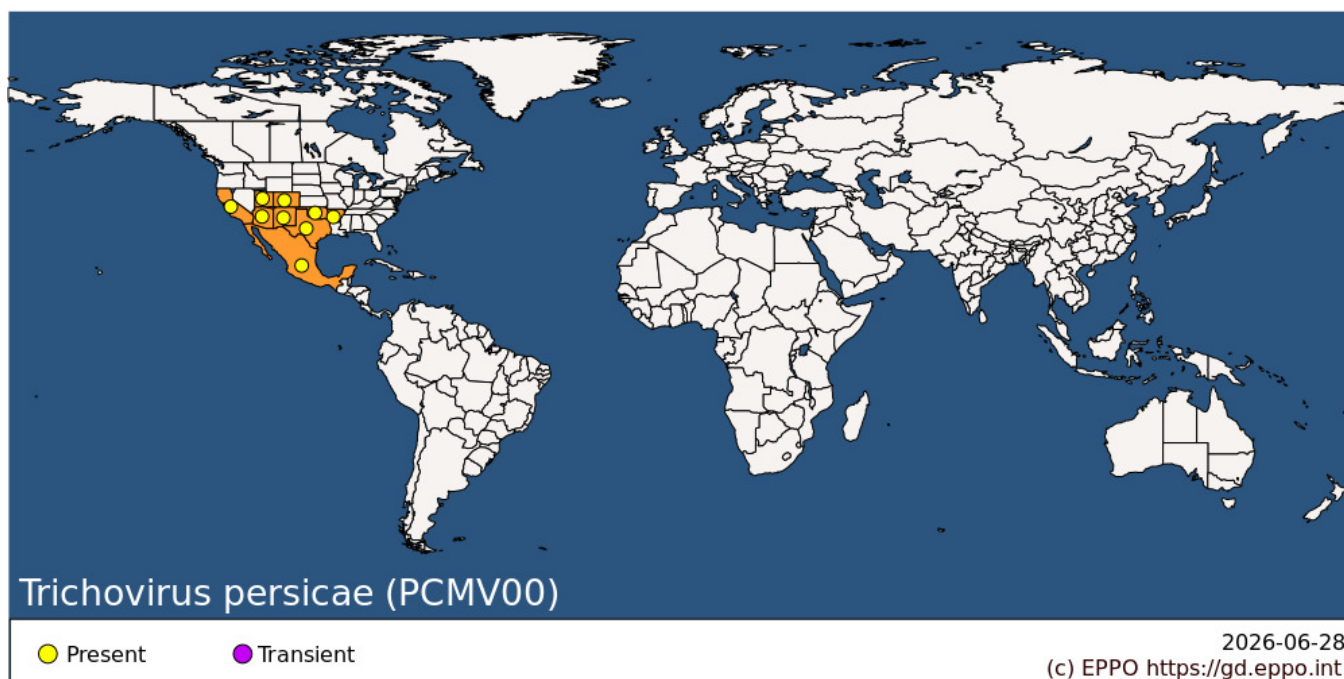 Trichovirus persicae (PCMV00)
Present
Transient
2026-06-28
(c) EPPO https://gd.eppo.int